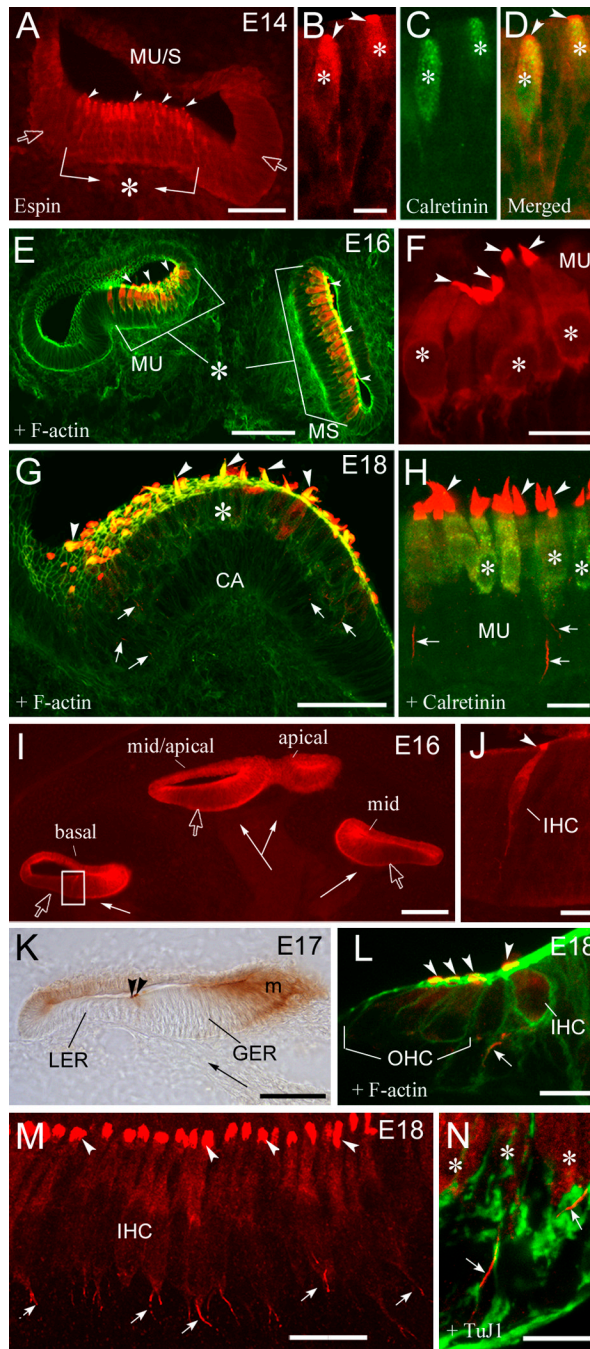 A
E14
MU/S
Espin
B
C
Calretinin
D
Merged
E
E16
MU
MS
+ F-actin
F
MU
G
E18
CA
+ F-actin
H
MU
+ Calretinin
I
E16
mid/apical
apical
basal
mid
J
IHC
K
E17
m
LER
GER
L
E18
IHC
OHC
+ F-actin
M
E18
IHC
N
+ TuJ1